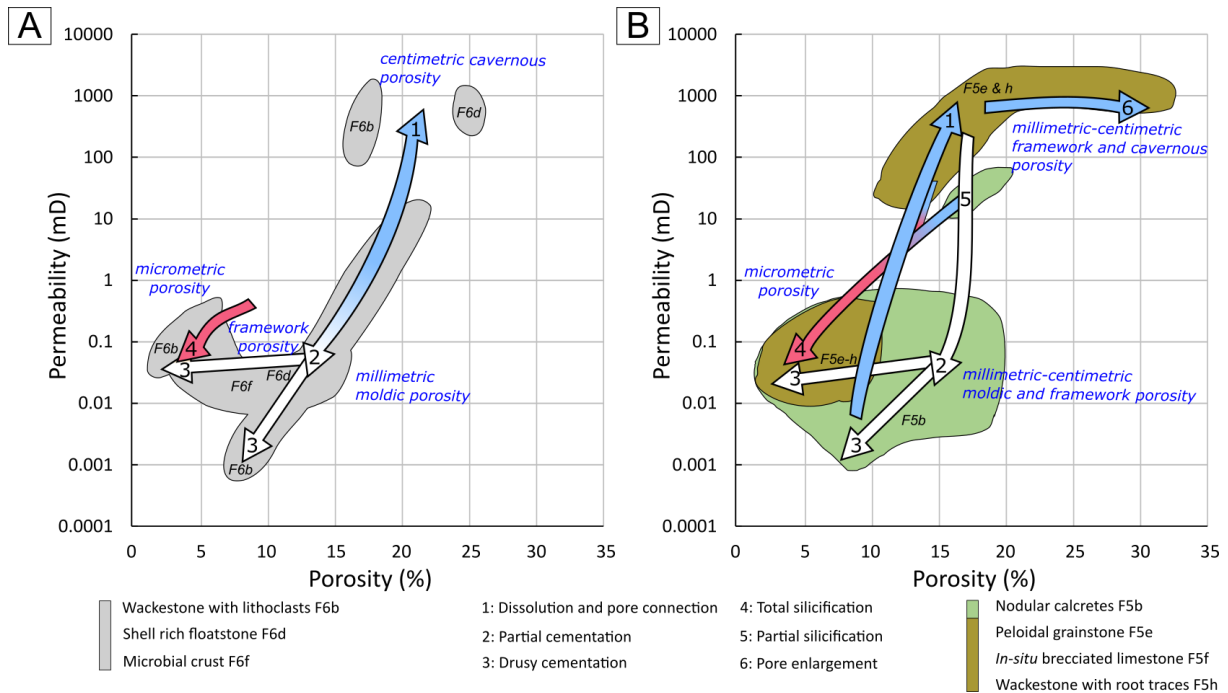 A
10000
1000
100
10
1
0.1
0.01
0.001
0.0001
Permeability (mD)
0
5
10
15
20
25
30
35
Porosity (%)
centimetric cavernous
porosity
F6b
F6d
1
micrometric
porosity
framework
porosity
F6b
4
3
2
F6f
F6d
millimetric
moldic porosity
3
F6b
B
10000
1000
100
10
1
0.1
0.01
0.001
0.0001
Permeability (mD)
0
5
10
15
20
25
30
35
Porosity (%)
F5e & h
1
6
millimetric-centimetric
framework and cavernous
porosity
5
micrometric
porosity
4
F5e-h
3
2
millimetric-centimetric
moldic and framework porosity
F5b
3
Wackestone with lithoclasts F6b
Shell rich floatstone F6d
Microbial crust F6f
1: Dissolution and pore connection
2: Partial cementation
3: Drusy cementation
4: Total silicification
5: Partial silicification
6: Pore enlargement
Nodular calcretes F5b
Peloidal grainstone F5e
In-situ brecciated limestone F5f
Wackestone with root traces F5h